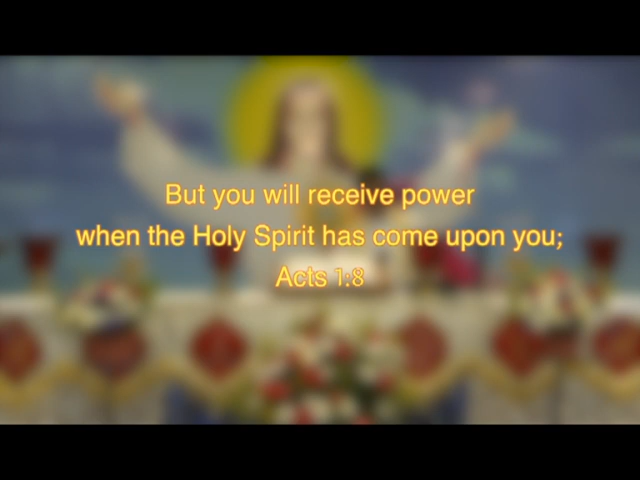 But you will receive power
when the Holy Spirit has come upon you;
Acts 1:8